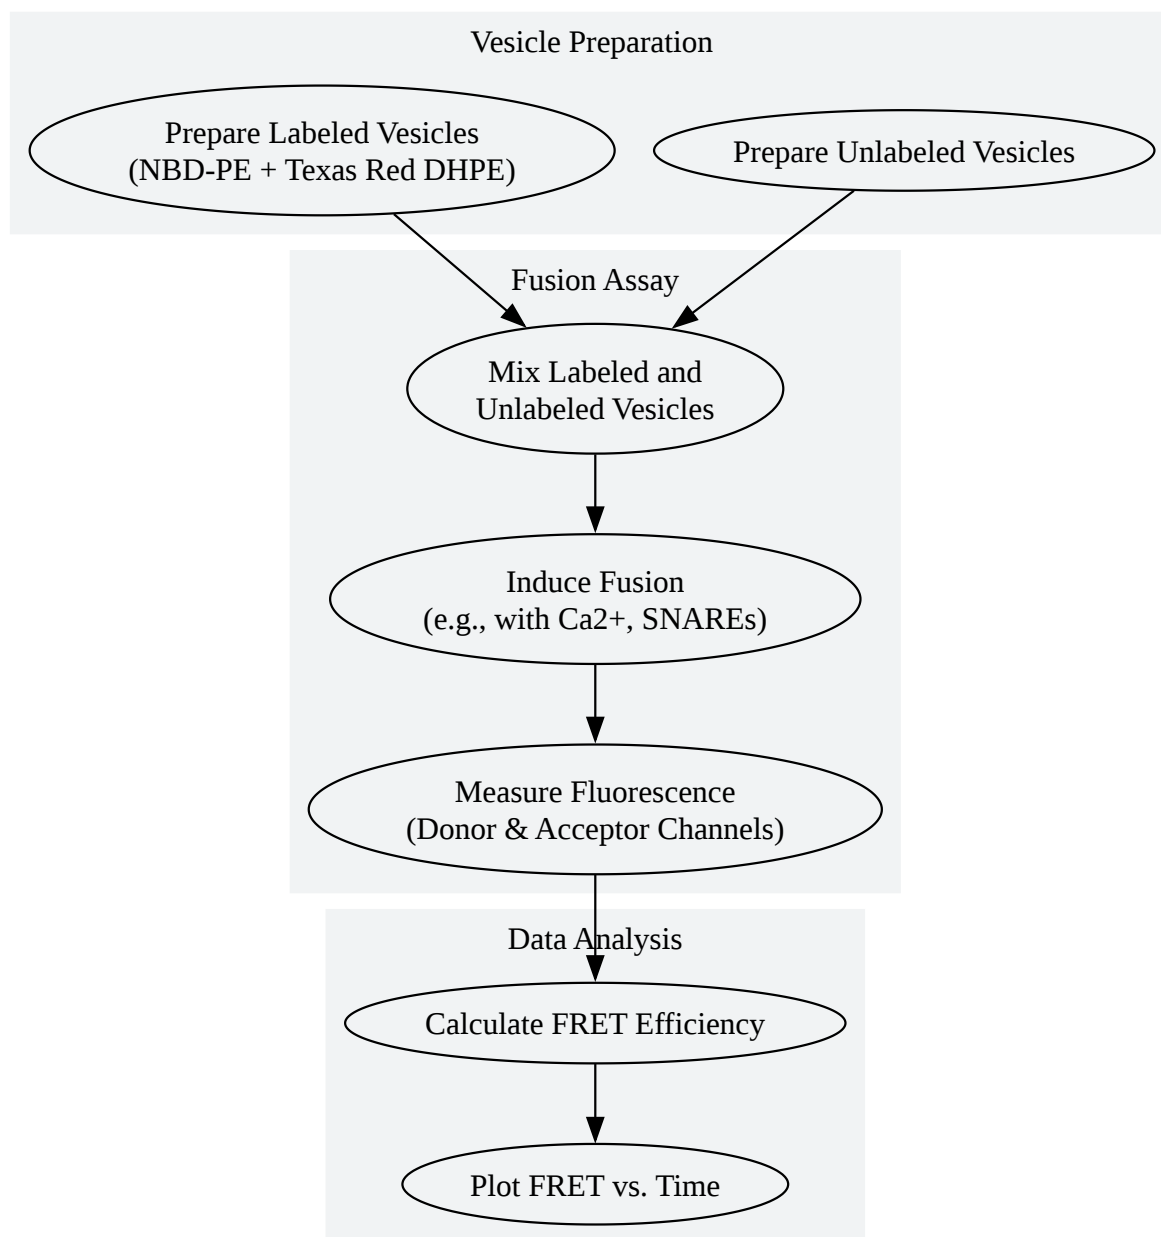 Vesicle Preparation
Prepare Labeled Vesicles
(NBD-PE + Texas Red DHPE)
Prepare Unlabeled Vesicles
Fusion Assay
Mix Labeled and
Unlabeled Vesicles
Induce Fusion
(e.g., with Ca2+, SNAREs)
Measure Fluorescence
(Donor & Acceptor Channels)
Data Analysis
Calculate FRET Efficiency
Plot FRET vs. Time